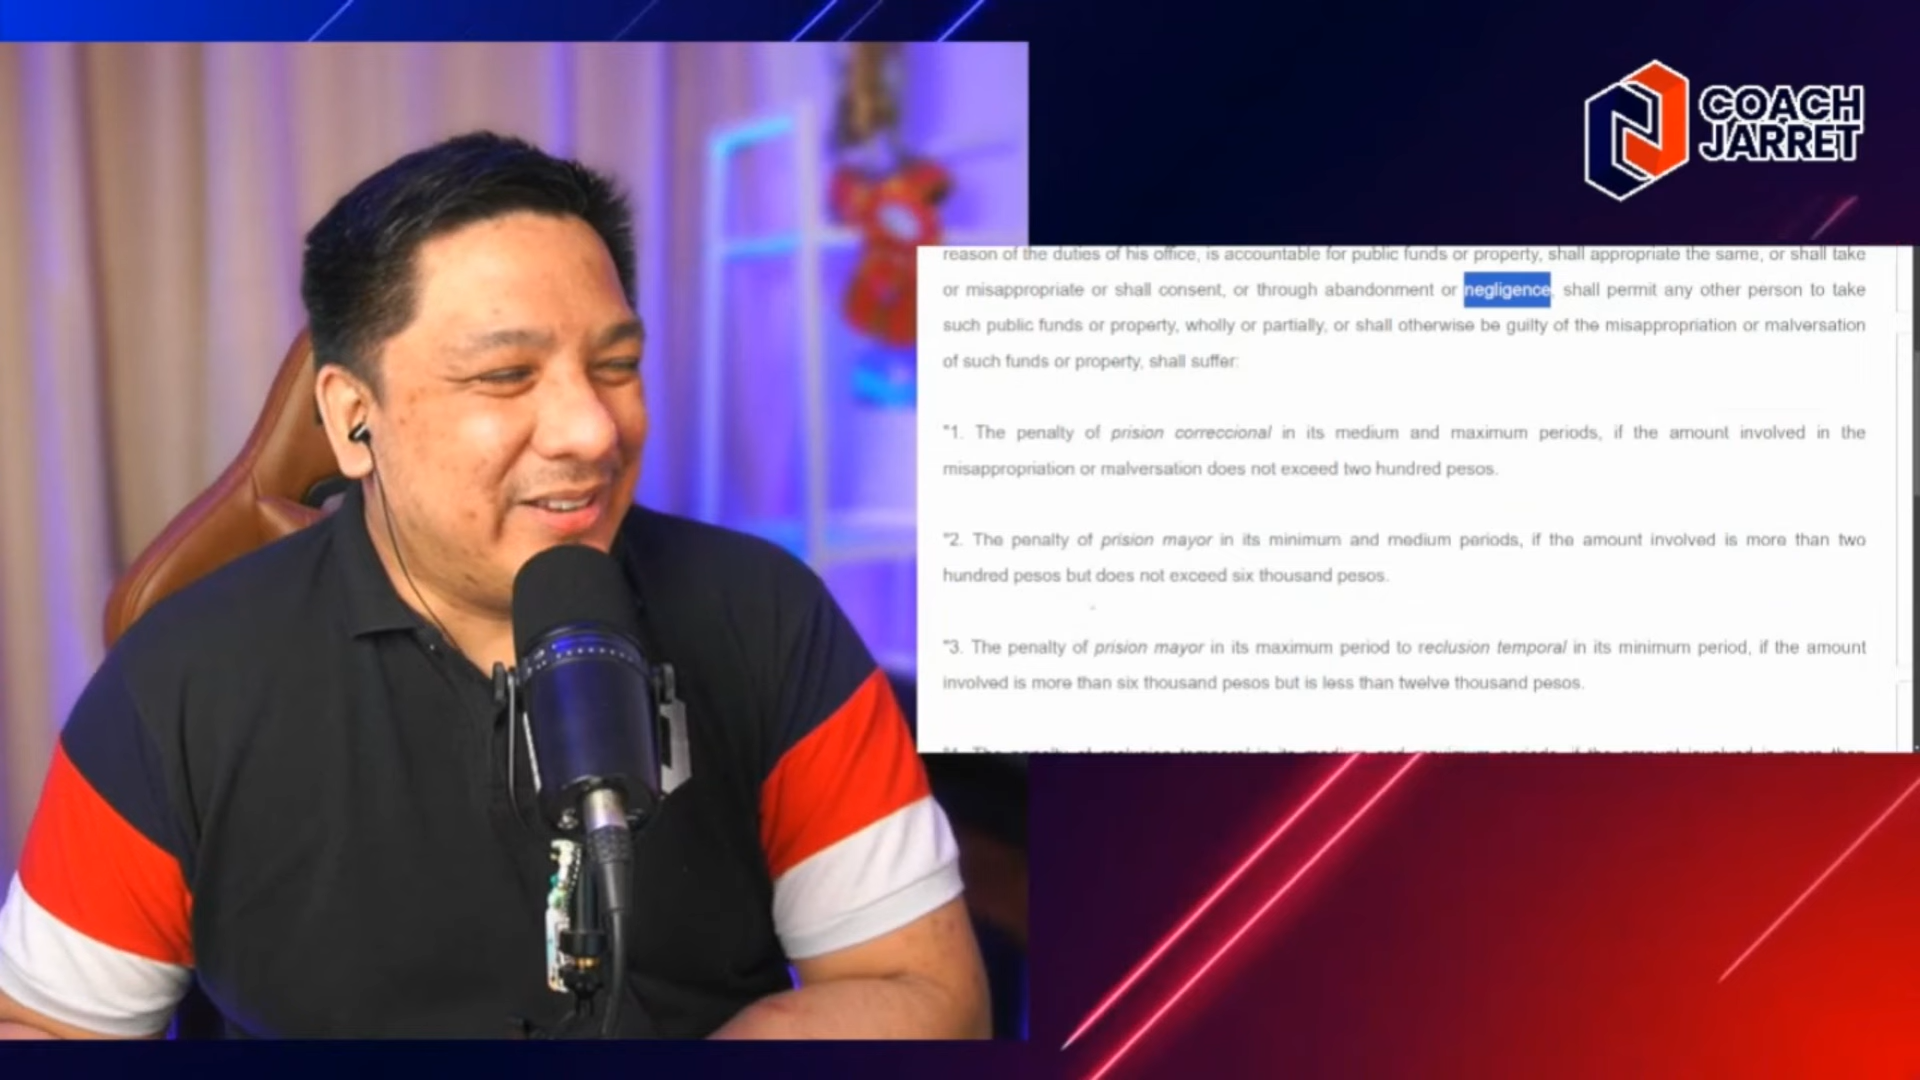 COACH
JARRET
reason of the duties of his office, is accountable for public funds or property, shall appropriate the same, or shall take
or misappropriate or shall consent, or through abandonment or negligence, shall permit any other person to take
such public funds or property, wholly or partially, or shall otherwise be guilty of the misappropriation or malversation
of such funds or property, shall suffer:
"1. The penalty of prision correccional in its medium and maximum periods, if the amount involved in the
misappropriation or malversation does not exceed two hundred pesos.
"2. The penalty of prision mayor in its minimum and medium periods, if the amount involved is more than two
hundred pesos but does not exceed six thousand pesos.
"3. The penalty of prision mayor in its maximum period to reclusion temporal in its minimum period, if the amount
involved is more than six thousand pesos but is less than twelve thousand pesos.